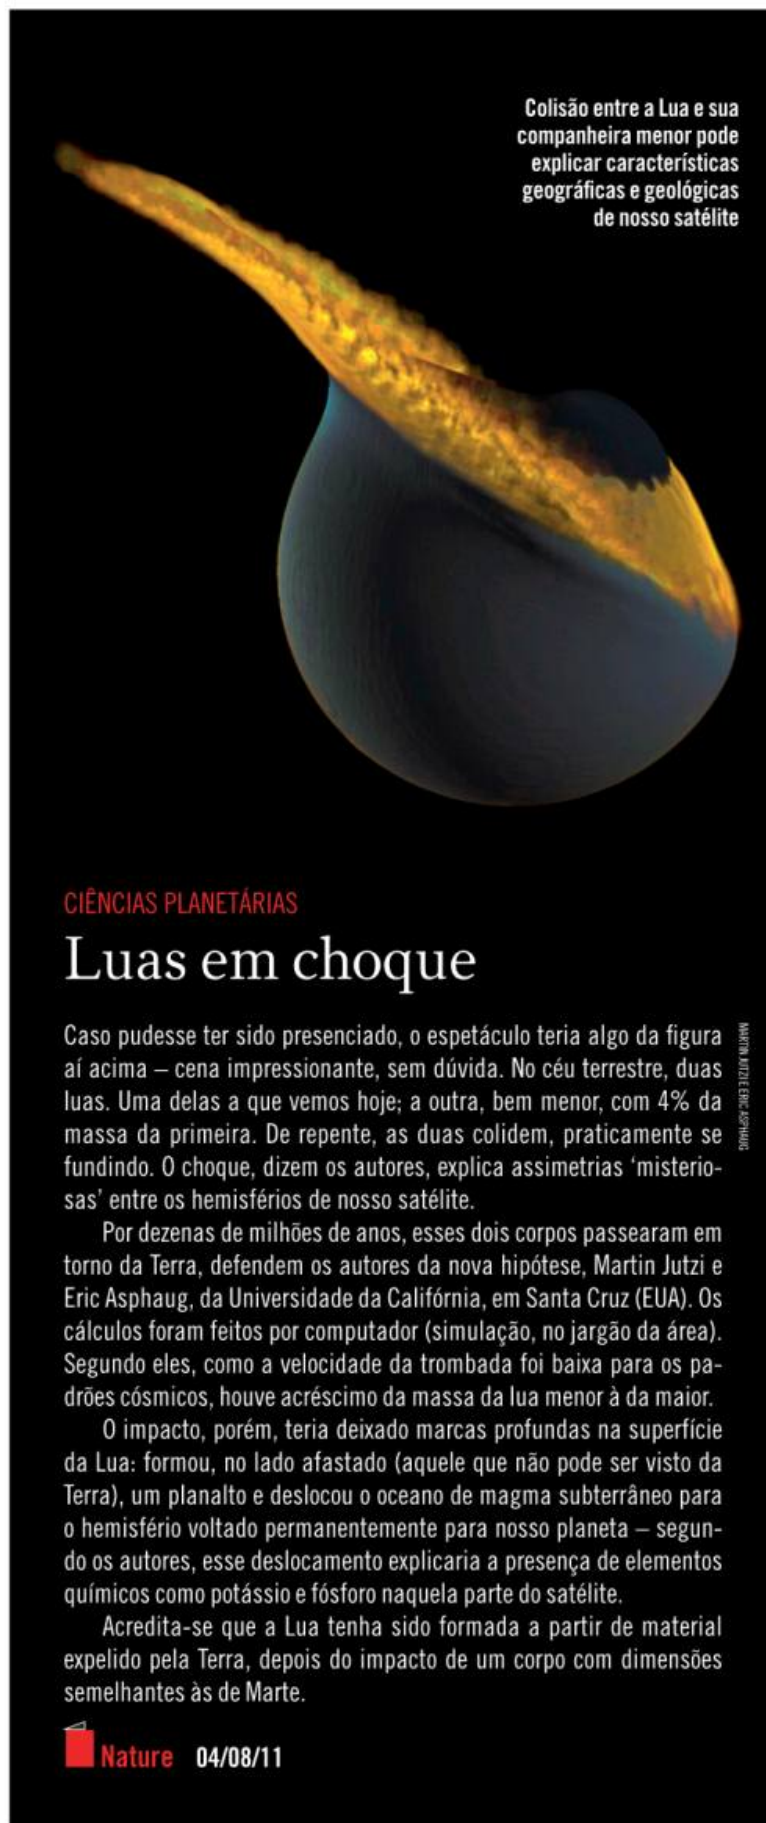 Colisão entre a Lua e sua
companheira menor pode
explicar características
geográficas e geológicas
de nosso satélite
CIÊNCIAS PLANETÁRIAS
Luas em choque
Caso pudesse ter sido presenciado, o espetáculo teria algo da figura
aí acima – cena impressionante, sem dúvida. No céu terrestre, duas
luas. Uma delas a que vemos hoje; a outra, bem menor, com 4% da
massa da primeira. De repente, as duas colidem, praticamente se
fundindo. O choque, dizem os autores, explica assimetrias ‘misterio-
sas’ entre os hemisférios de nosso satélite.
Por dezenas de milhões de anos, esses dois corpos passearam em
torno da Terra, defendem os autores da nova hipótese, Martin Jutzi e
Eric Asphaug, da Universidade da Califórnia, em Santa Cruz (EUA). Os
cálculos foram feitos por computador (simulação, no jargão da área).
Segundo eles, como a velocidade da trombada foi baixa para os pa-
drões cósmicos, houve acréscimo da massa da lua menor à da maior.
O impacto, porém, teria deixado marcas profundas na superfície
da Lua: formou, no lado afastado (aquele que não pode ser visto da
Terra), um planalto e deslocou o oceano de magma subterrâneo para
o hemisfério voltado permanentemente para nosso planeta – segun-
do os autores, esse deslocamento explicaria a presença de elementos
químicos como potássio e fósforo naquela parte do satélite.
Acredita-se que a Lua tenha sido formada a partir de material
expelido pela Terra, depois do impacto de um corpo com dimensões
semelhantes às de Marte.
MARTIN JUTZI E ERIC ASPHAUG
Nature 04/08/11